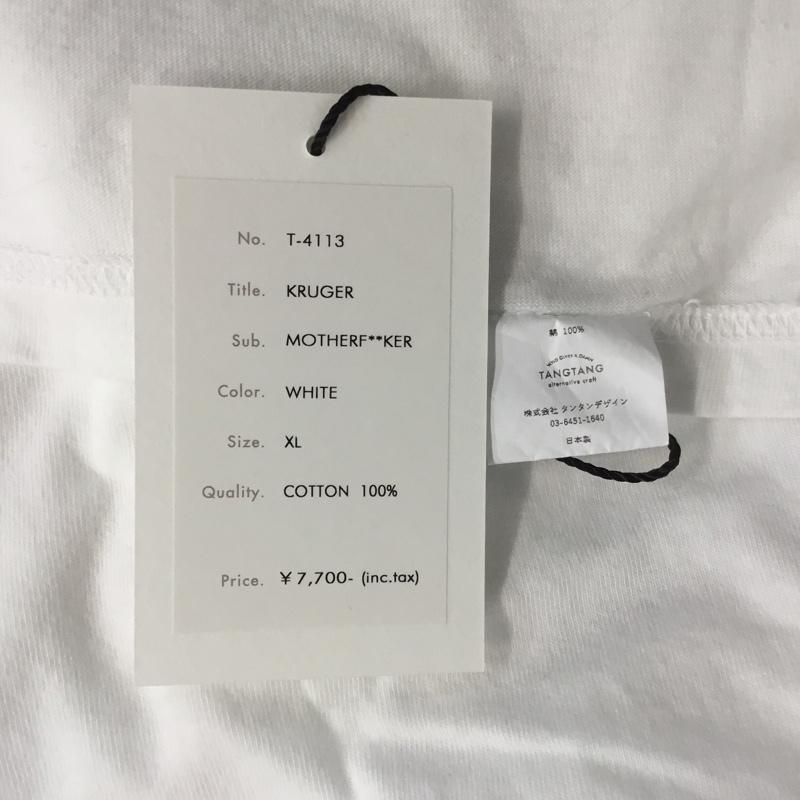 No. T-4113
Title. KRUGER
Sub. MOTHERF**KER
Color. WHITE
Size. XL
Quality. COTTON 100%
Price. ¥7,700- (inc.tax)
綿 100%
TANGTANG
alternative craft
株式会社 タンタンデザイン
03-6451-1640
日本製